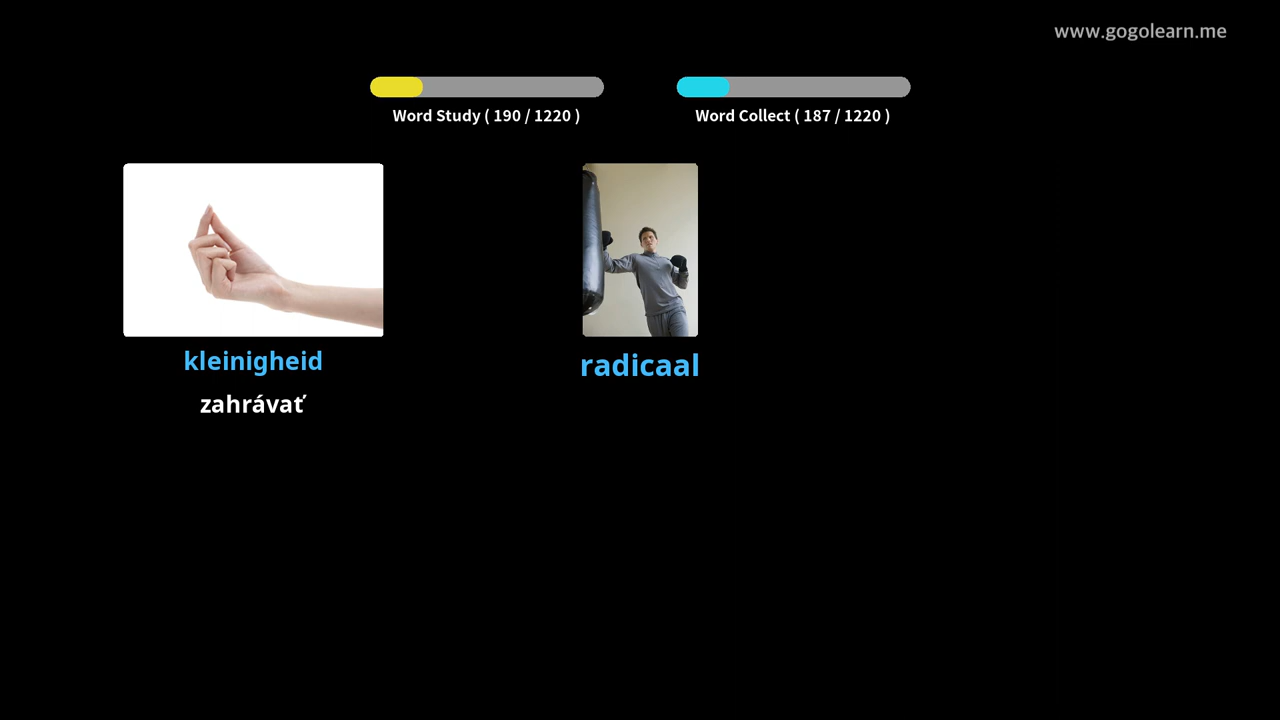 www.gogolearn.me
Word Study ( 190 / 1220 )
Word Collect ( 187 / 1220 )
kleinigheid
zahrávať
radicaal